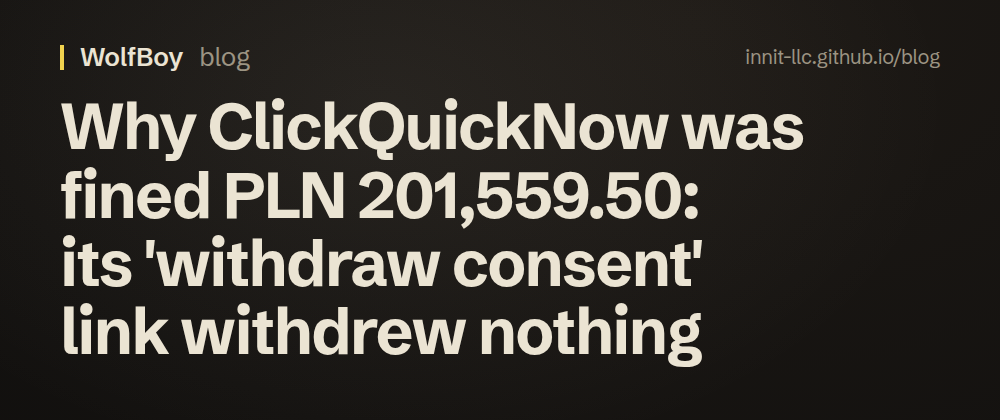 WolfBoy blog
innit-llc.github.io/blog
Why ClickQuickNow was
fined PLN 201,559.50:
its 'withdraw consent'
link withdrew nothing